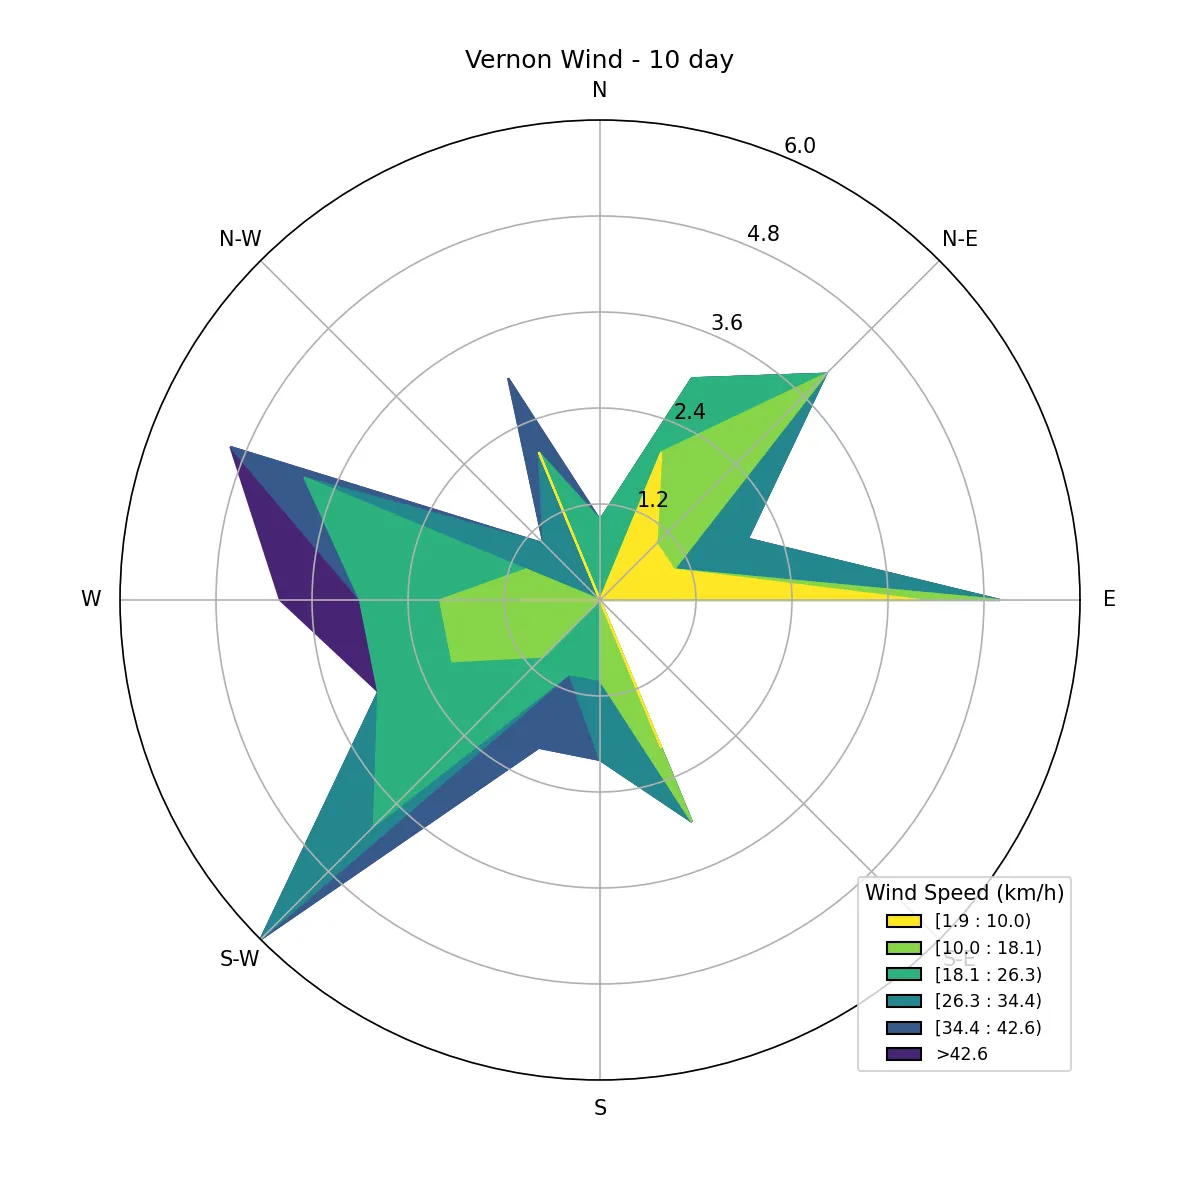 Vernon Wind - 10 day
N
6.0
N-W
4.8
N-E
3.6
2.4
1.2
W
E
S-W
S-E
S
Wind Speed (km/h)
[1.9 : 10.0)
[10.0 : 18.1)
[18.1 : 26.3)
[26.3 : 34.4)
[34.4 : 42.6)
>42.6